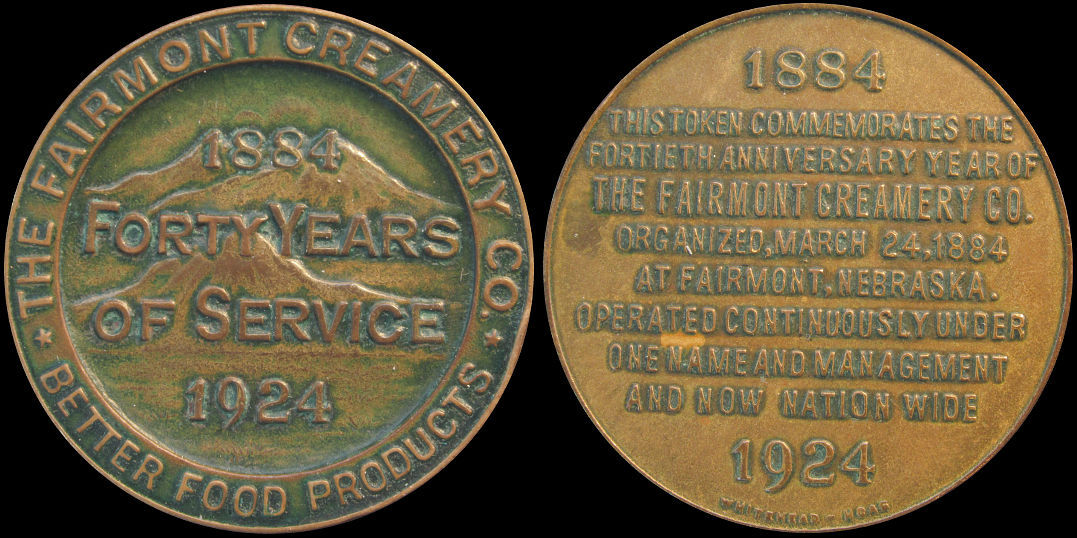 THE FAIRMONT CREAMERY CO.
1884
FORTY YEARS
OF SERVICE
1924
BETTER FOOD PRODUCTS
1884
THIS TOKEN COMMEMORATES THE
FORTIETH ANNIVERSARY YEAR OF
THE FAIRMONT CREAMERY CO.
ORGANIZED, MARCH 24, 1884
AT FAIRMONT, NEBRASKA.
OPERATED CONTINUOUSLY UNDER
ONE NAME AND MANAGEMENT
AND NOW NATION WIDE
1924